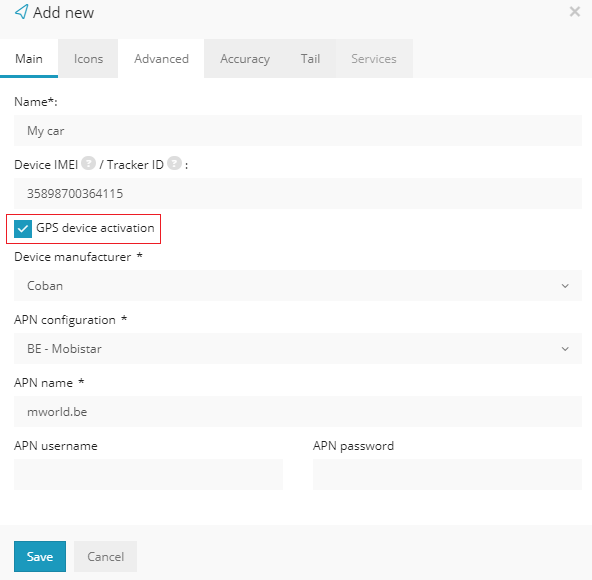 Add new
Main Icons Advanced Accuracy Tail Services
Name*:
My car
Device IMEI ? / Tracker ID ? :
35898700364115
GPS device activation
Device manufacturer *
Coban
APN configuration *
BE - Mobistar
APN name *
mworld.be
APN username APN password
Save Cancel